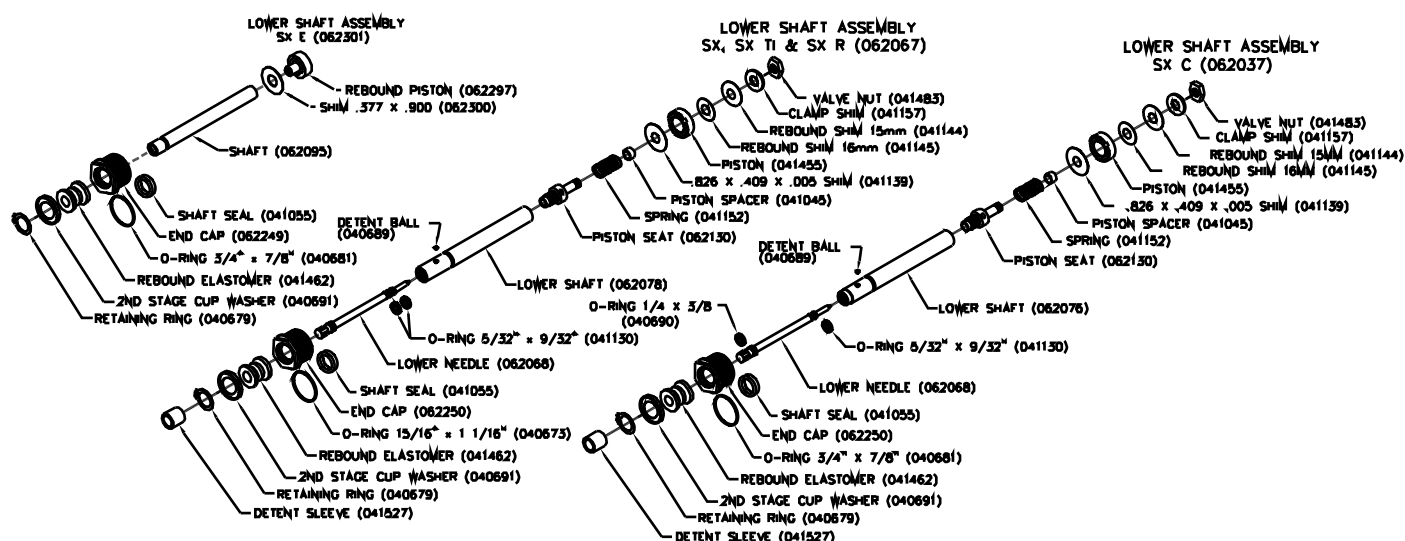 LOWER SHAFT ASSEMBLY
SX E (062301)
REBOUND PISTON (062297)
SHIM .377 X .900 (062300)
SHAFT (062095)
SHAFT SEAL (041055)
END CAP (062249)
O-RING 3/4" X 7/8" (040681)
REBOUND ELASTOMER (041462)
2ND STAGE CUP WASHER (040691)
RETAINING RING (040679)
LOWER SHAFT ASSEMBLY
SX, SX TI & SX R (062067)
VALVE NUT (041483)
CLAMP SHIM (041157)
REBOUND SHIM 15mm (041144)
REBOUND SHIM 16mm (041145)
PISTON (041455)
.826 X .409 X .005 SHIM (041139)
PISTON SPACER (041045)
SPRING (041152)
PISTON SEAT (062130)
DETENT BALL
(040689)
LOWER SHAFT (062078)
O-RING 5/32" X 9/32" (041130)
LOWER NEEDLE (062068)
SHAFT SEAL (041055)
END CAP (062250)
O-RING 15/16" X 1 1/16" (040673)
REBOUND ELASTOMER (041462)
2ND STAGE CUP WASHER (040691)
RETAINING RING (040679)
DETENT SLEEVE (041527)
LOWER SHAFT ASSEMBLY
SX C (062037)
VALVE NUT (041483)
CLAMP SHIM (041157)
REBOUND SHIM 15MM (041144)
REBOUND SHIM 16MM (041145)
PISTON (041455)
.826 X .409 X .005 SHIM (041139)
PISTON SPACER (041045)
SPRING (041152)
PISTON SEAT (062130)
DETENT BALL
(040689)
LOWER SHAFT (062076)
O-RING 1/4 X 3/8
(040690)
O-RING 5/32" X 9/32" (041130)
LOWER NEEDLE (062068)
SHAFT SEAL (041055)
END CAP (062250)
O-RING 3/4" X 7/8" (040681)
REBOUND ELASTOMER (041462)
2ND STAGE CUP WASHER (040691)
RETAINING RING (040679)
DETENT SLEEVE (041527)